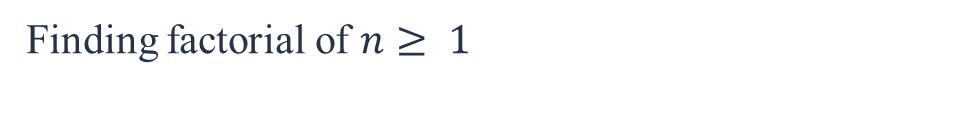 Finding factorial of n ≥ 1